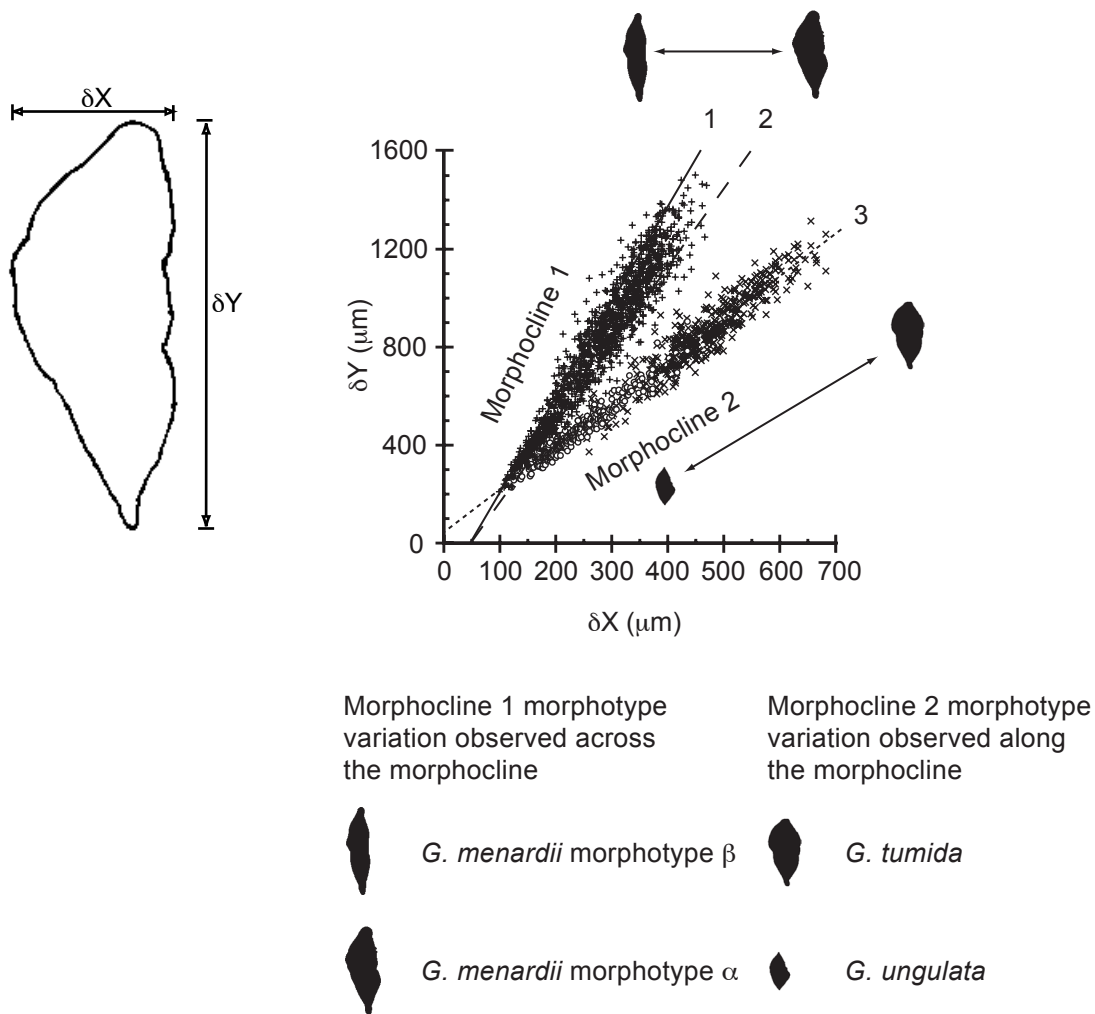 δX
δY
1
2
3
1600
1200
800
400
0
δY (μm)
Morphocline 1
Morphocline 2
0 100 200 300 400 500 600 700
δX (μm)
Morphocline 1 morphotype
variation observed across
the morphocline
G. menardii morphotype β
G. menardii morphotype α
Morphocline 2 morphotype
variation observed along
the morphocline
G. tumida
G. ungulata